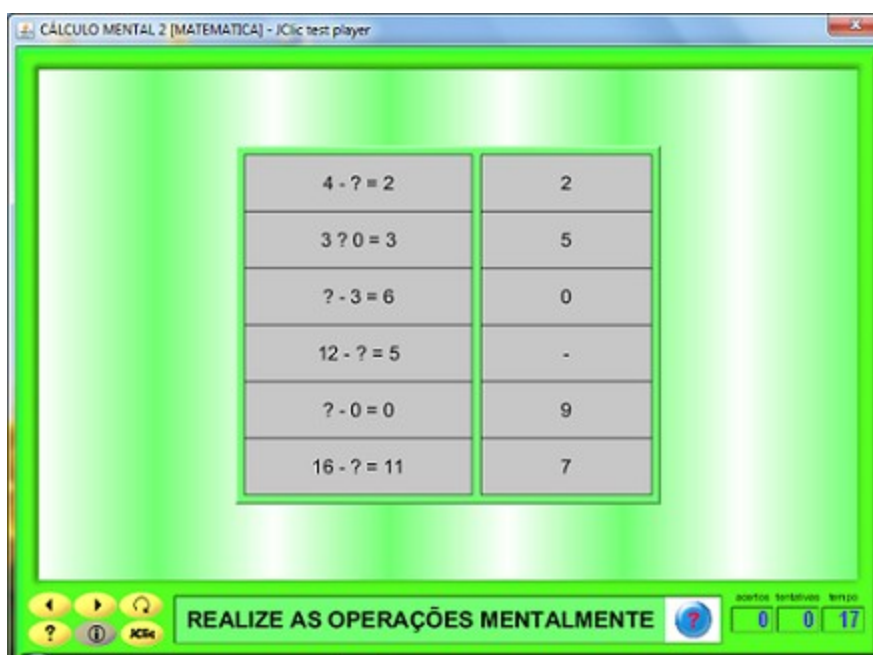 CÁLCULO MENTAL 2 [MATEMATICA] - JClic test player
4 - ? = 2 2
3 ? 0 = 3 5
? - 3 = 6 0
12 - ? = 5 -
? - 0 = 0 9
16 - ? = 11 7
acertos tentativas tempo
REALIZE AS OPERAÇÕES MENTALMENTE ? 0 0 17
? i JClic